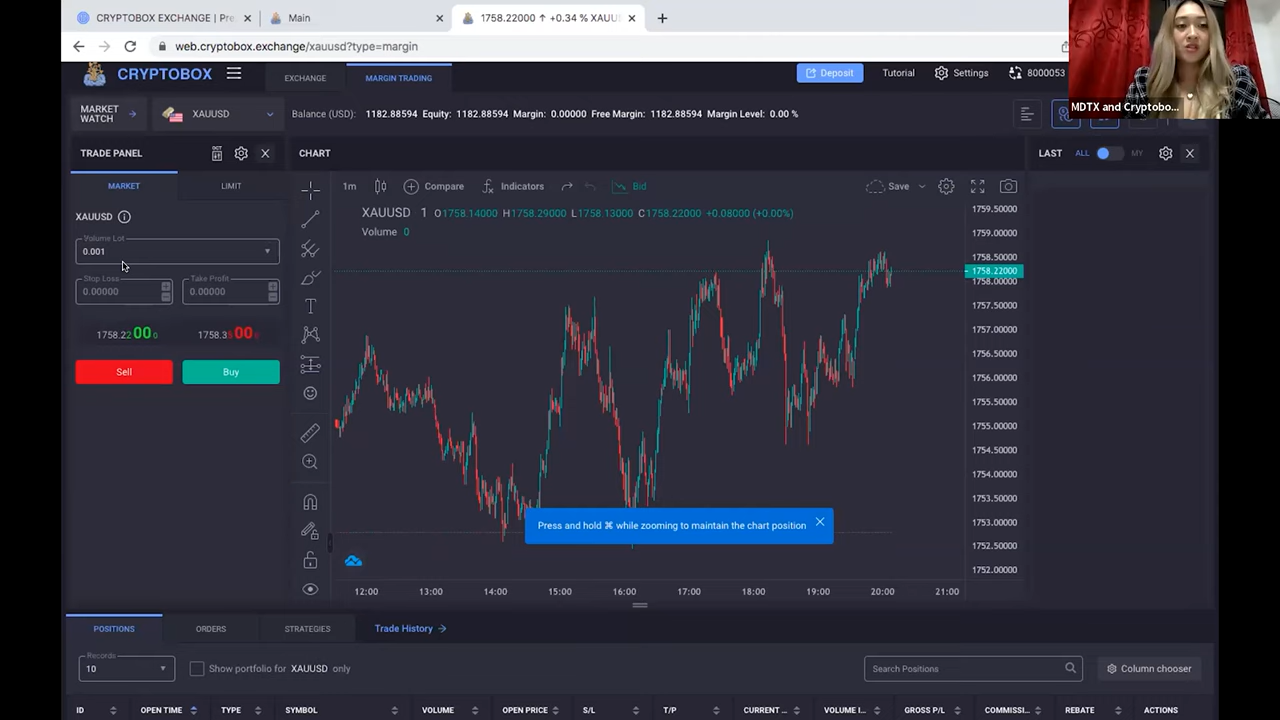 CRYPTOBOX EXCHANGE | Pre
Main
1758.22000 ↑ +0.34 % XAUU
web.cryptobox.exchange/xauusd?type=margin
CRYPTOBOX
EXCHANGE
MARGIN TRADING
Deposit
Tutorial
Settings
8000053
MDTX and Cryptobo...
MARKET WATCH
XAUUSD
Balance (USD): 1182.88594 Equity: 1182.88594 Margin: 0.00000 Free Margin: 1182.88594 Margin Level: 0.00 %
TRADE PANEL
CHART
LAST
ALL
MY
MARKET
LIMIT
1m
Compare
Indicators
Bid
Save
XAUUSD
Volume Lot
0.001
Stop Loss
0.00000
Take Profit
0.00000
1758.22 00 0
1758.3
Sell
Buy
XAUUSD 1 O1758.14000 H1758.29000 L1758.13000 C1758.22000 +0.08000 (+0.00%)
Volume 0
1759.50000
1759.00000
1758.50000
1758.22000
1758.00000
1757.50000
1757.00000
1756.50000
1756.00000
1755.50000
1755.00000
1754.50000
1754.00000
1753.50000
1753.00000
1752.50000
1752.00000
Press and hold ⌘ while zooming to maintain the chart position
12:00 13:00 14:00 15:00 16:00 17:00 18:00 19:00 20:00 21:00
POSITIONS
ORDERS
STRATEGIES
Trade History
Records
10
Show portfolio for XAUUSD only
Search Positions
Column chooser
ID OPEN TIME TYPE SYMBOL VOLUME OPEN PRICE S/L T/P CURRENT ... VOLUME I... GROSS P/L COMMISSI... REBATE ACTIONS